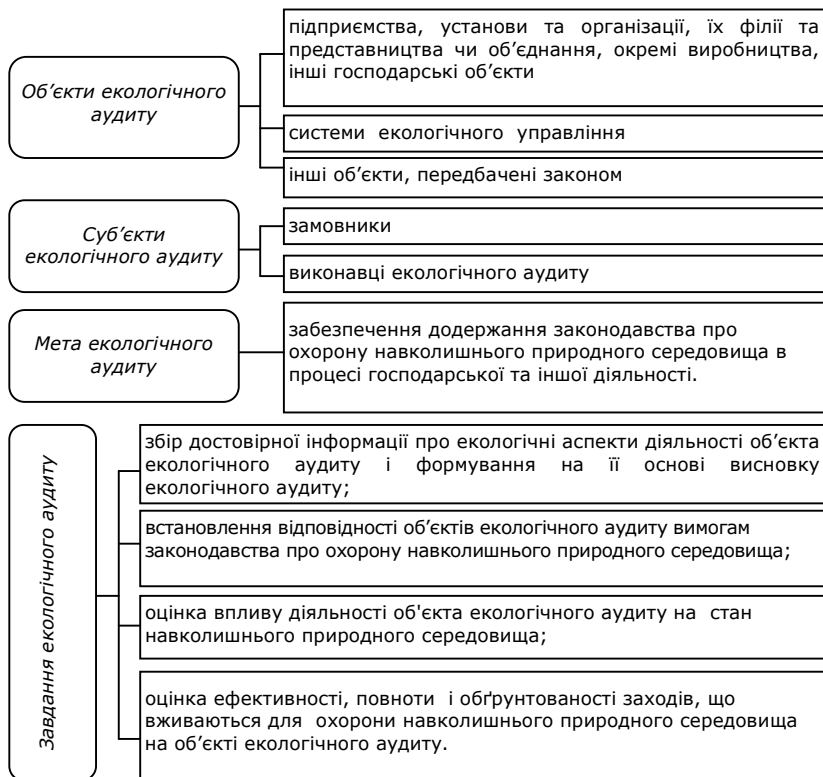 Об’єкти екологічного
аудиту
підприємства, установи та організації, їх філії та
представництва чи об’єднання, окремі виробництва,
інші господарські об’єкти
системи екологічного управління
інші об’єкти, передбачені законом
Суб’єкти
екологічного аудиту
замовники
виконавці екологічного аудиту
Мета екологічного
аудиту
забезпечення додержання законодавства про
охорону навколишнього природного середовища в
процесі господарської та іншої діяльності.
Завдання екологічного аудиту
збір достовірної інформації про екологічні аспекти діяльності об’єкта
екологічного аудиту і формування на її основі висновку
екологічного аудиту;
встановлення відповідності об’єктів екологічного аудиту вимогам
законодавства про охорону навколишнього природного середовища;
оцінка впливу діяльності об'єкта екологічного аудиту на стан
навколишнього природного середовища;
оцінка ефективності, повноти і обґрунтованості заходів, що
вживаються для охорони навколишнього природного середовища
на об’єкті екологічного аудиту.